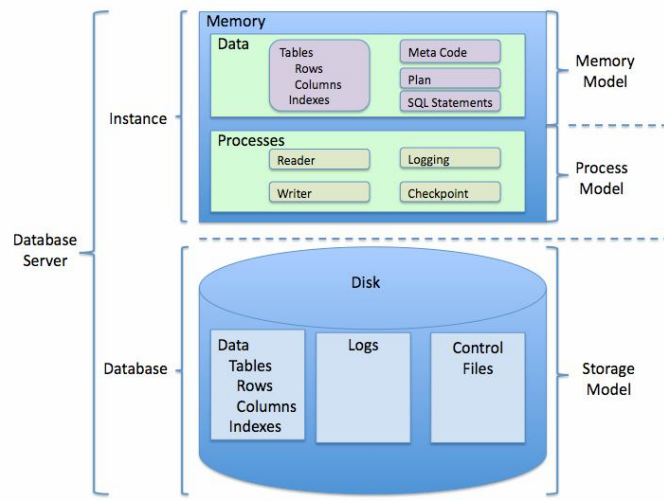 Memory
Data
Tables
Rows
Columns
Indexes
Meta Code
Plan
SQL Statements
Memory
Model
Instance
Processes
Reader
Logging
Writer
Checkpoint
Process
Model
Database
Server
Disk
Data
Tables
Rows
Columns
Indexes
Logs
Control
Files
Database
Storage
Model